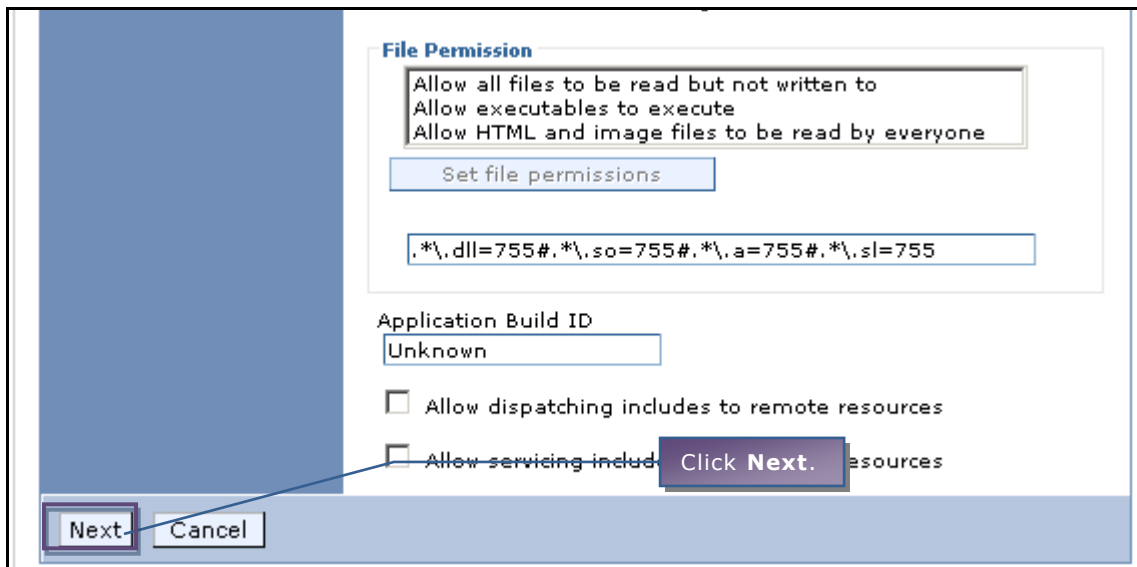 File Permission
Allow all files to be read but not written to
Allow executables to execute
Allow HTML and image files to be read by everyone
Set file permissions
.*\.dll=755#.*\.so=755#.*\.a=755#.*\.sl=755
Application Build ID
Unknown
Allow dispatching includes to remote resources
Allow servicing includ esources
Click Next.
Next Cancel